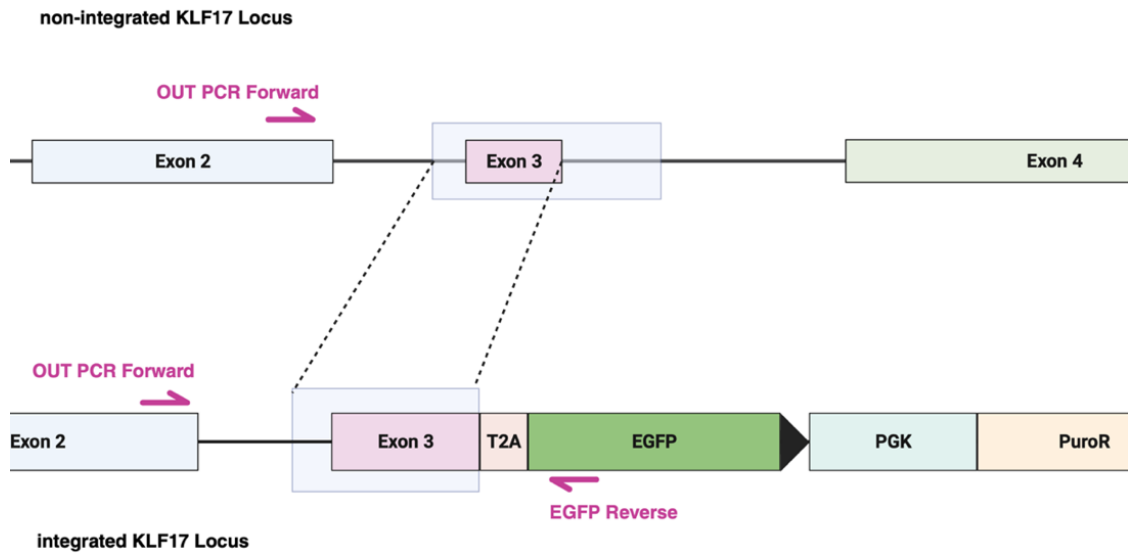 non-integrated KLF17 Locus
OUT PCR Forward
Exon 2
Exon 3
Exon 4
OUT PCR Forward
Exon 2
Exon 3
T2A
EGFP
PGK
PuroR
EGFP Reverse
integrated KLF17 Locus